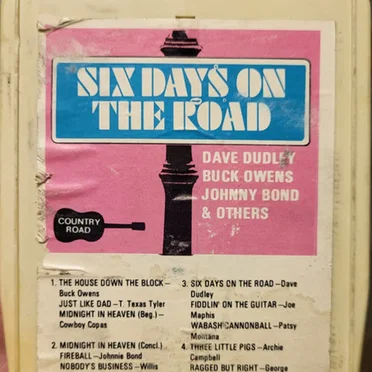 SIX DAYS ON
THE ROAD
DAVE DUDLEY
BUCK OWENS
JOHNNY BOND
& OTHERS
COUNTRY
ROAD
1. THE HOUSE DOWN THE BLOCK—
Buck Owens
JUST LIKE DAD—T. Texas Tyler
MIDNIGHT IN HEAVEN (Beg.)—
Cowboy Copas
2. MIDNIGHT IN HEAVEN (Concl.)
FIREBALL—Johnnie Bond
NOBODY'S BUSINESS—Willis
3. SIX DAYS ON THE ROAD—Dave
Dudley
FIDDLIN' ON THE GUITAR—Joe
Maphis
WABASH CANNONBALL—Patsy
Montana
4. THREE LITTLE PIGS—Archie
Campbell
RAGGED BUT RIGHT—George